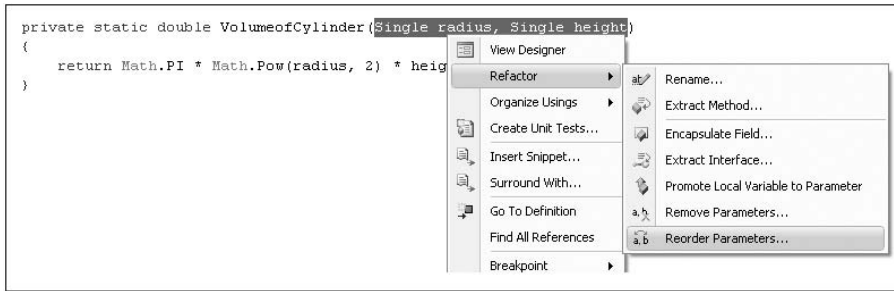 private static double VolumeofCylinder(Single radius, Single height)
{
return Math.PI * Math.Pow(radius, 2) * heig
}
View Designer
Refactor
Organize Usings
Create Unit Tests...
Insert Snippet...
Surround With...
Go To Definition
Find All References
Breakpoint
Rename...
Extract Method...
Encapsulate Field...
Extract Interface...
Promote Local Variable to Parameter
Remove Parameters...
Reorder Parameters...